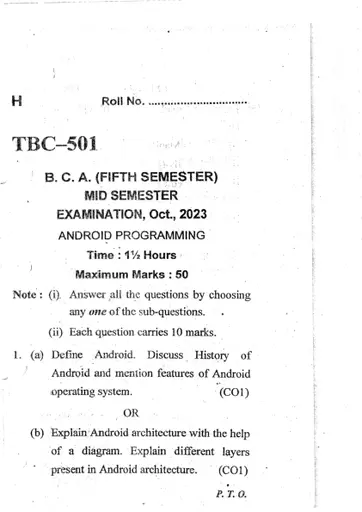 H Roll No. ..............................
TBC–501
B. C. A. (FIFTH SEMESTER)
MID SEMESTER
EXAMINATION, Oct., 2023
ANDROID PROGRAMMING
Time : 1½ Hours
Maximum Marks : 50
Note : (i) Answer all the questions by choosing
any one of the sub-questions.
(ii) Each question carries 10 marks.
1. (a) Define Android. Discuss History of
Android and mention features of Android
operating system. (CO1)
OR
(b) Explain Android architecture with the help
of a diagram. Explain different layers
present in Android architecture. (CO1)
P. T. O.